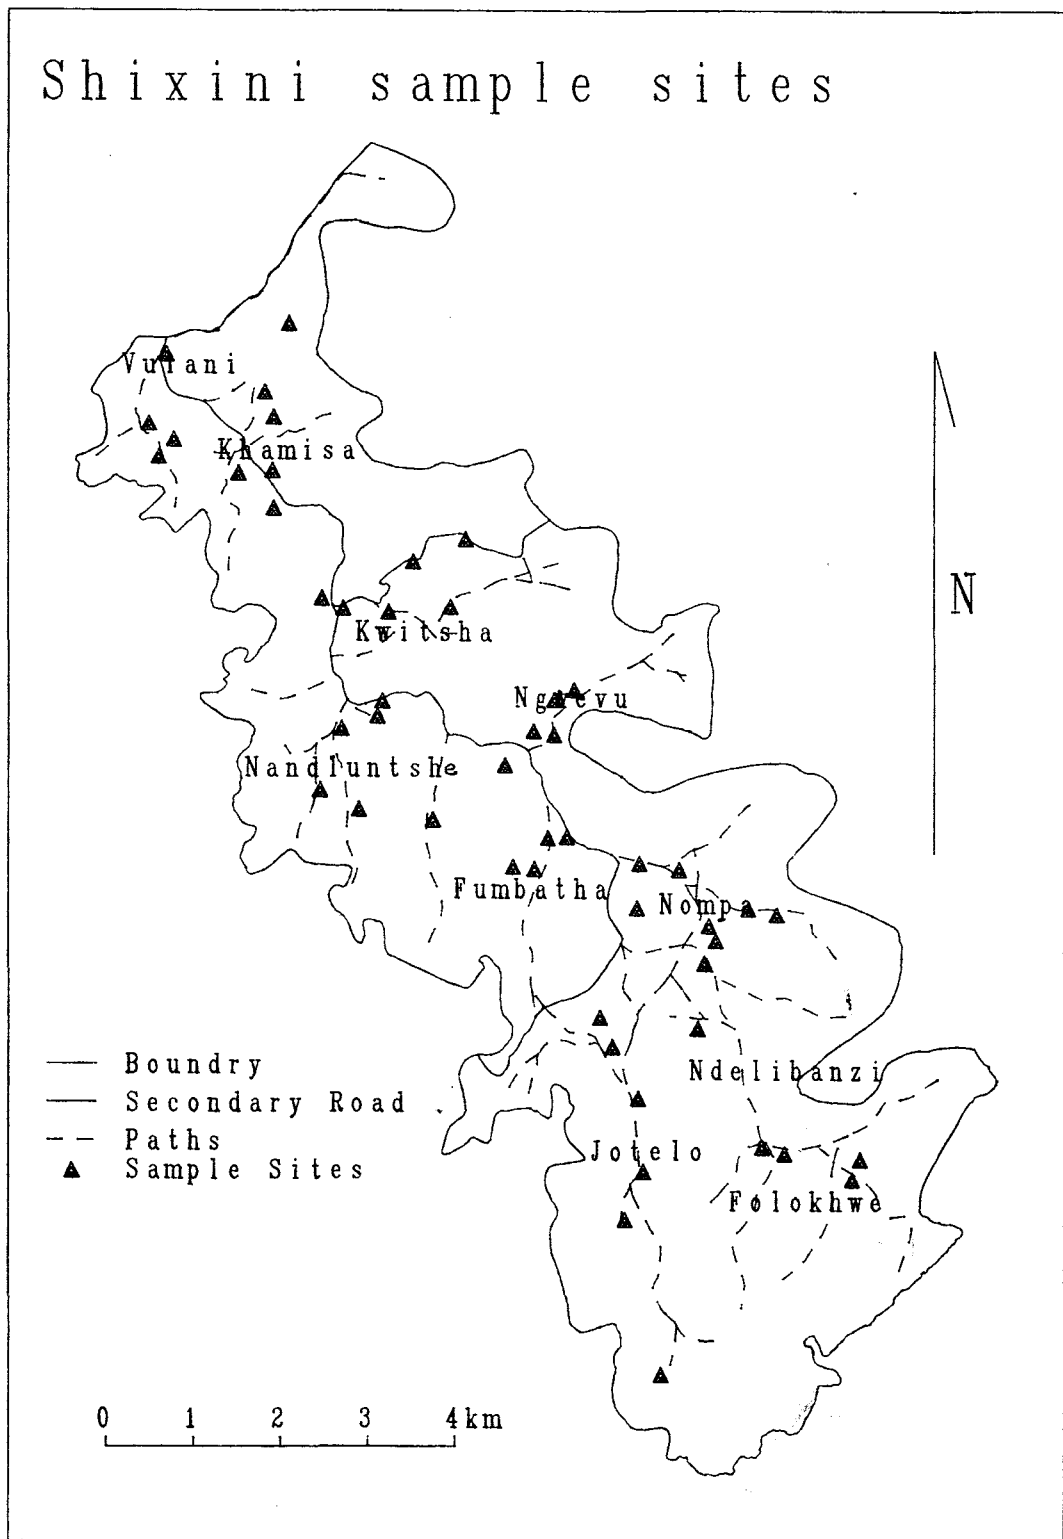 Shixini sample sites
Vulani
Khamisa
Kwitsha
Ngxevu
Nandluntshe
Fumbatha
Nompa
Boundry
Ndelibanzi
Secondary Road
Paths
Jotelo
Sample Sites
Folokhwe
N
0 1 2 3 4km